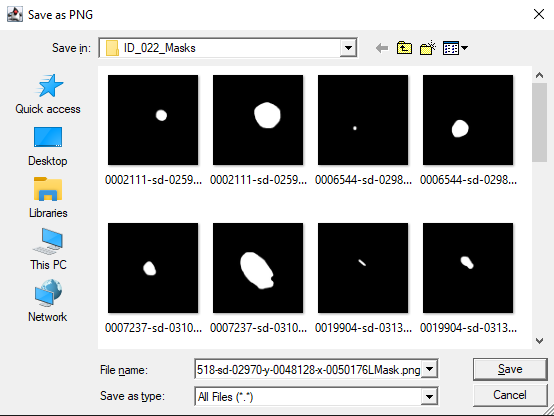 Save as PNG
Save in: ID_022_Masks
Quick access
Desktop
Libraries
This PC
Network
0002111-sd-0259... 0002111-sd-0259... 0006544-sd-0298... 0006544-sd-0298...
0007237-sd-0310... 0007237-sd-0310... 0019904-sd-0313... 0019904-sd-0313...
File name: 518-sd-02970-y-0048128-x-0050176LMask.png Save
Save as type: All Files (*.*) Cancel